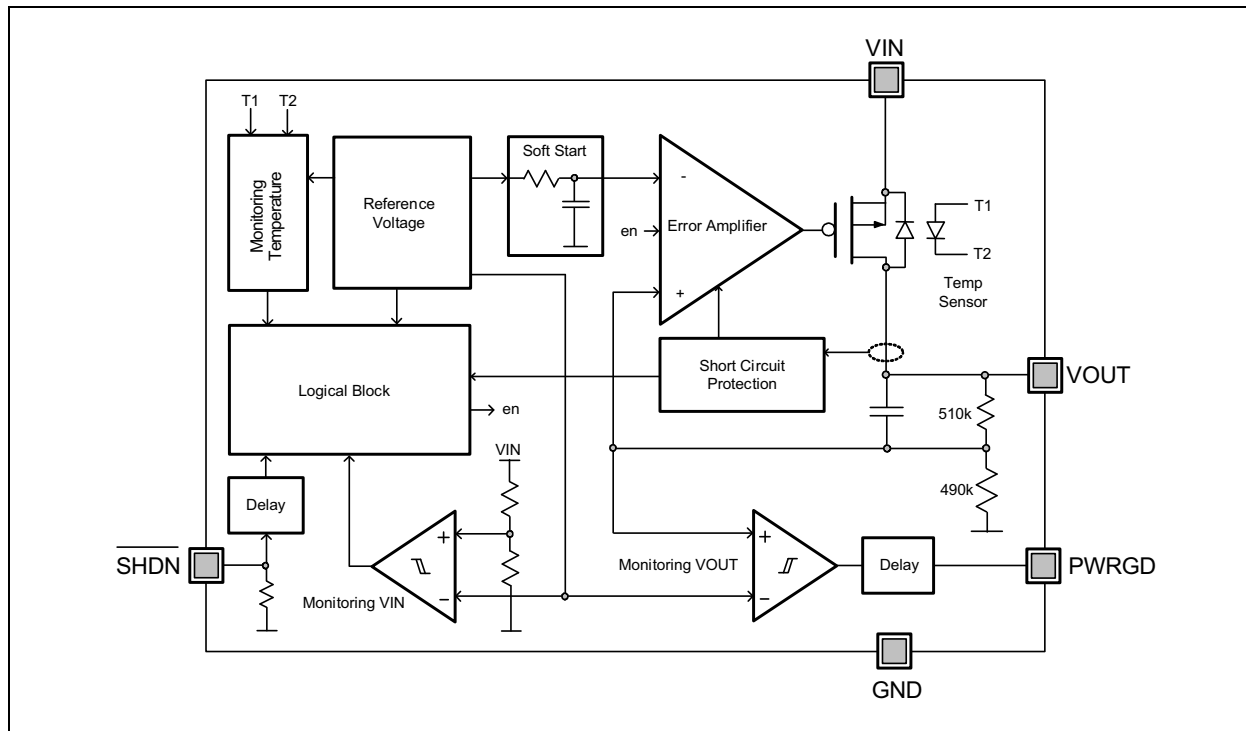 VIN
T1 T2
Monitoring
Temperature
Reference
Voltage
Soft Start
-
en
Error Amplifier
+
T1
T2
Temp
Sensor
Logical Block
en
Short Circuit
Protection
VOUT
510k
490k
VIN
Delay
SHDN
+
−
Monitoring VIN
Monitoring VOUT
+
−
Delay
PWRGD
GND